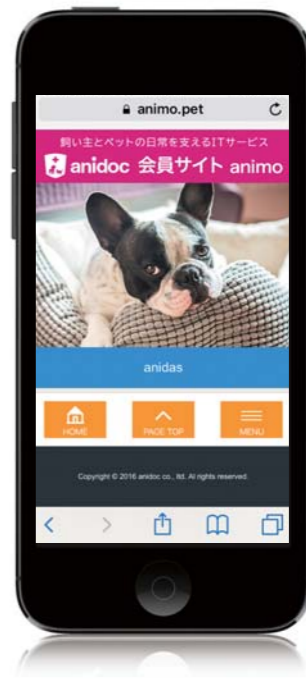 animo.pet
飼い主とペットの日常を支えるITサービス
anidoc 会員サイト animo
anidas
HOME
PAGE TOP
MENU
Copyright © 2016 anidoc co., ltd. All rights reserved.